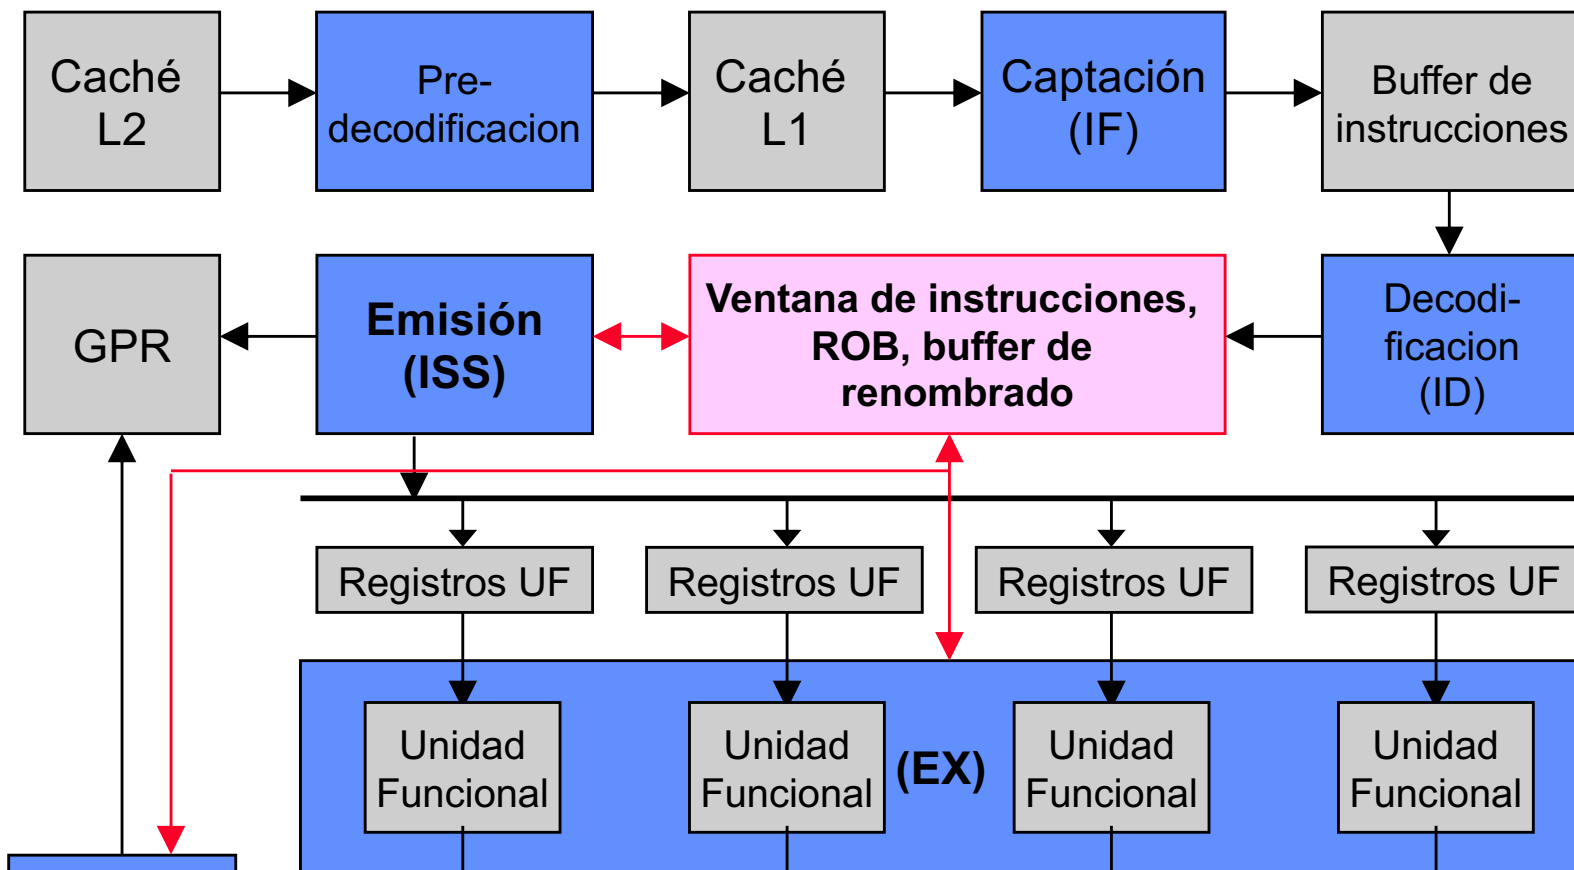 Caché
L2
Pre-
decodificacion
Caché
L1
Captación
(IF)
Buffer de
instrucciones
GPR
Emisión
(ISS)
Ventana de instrucciones,
ROB, buffer de
renombrado
Decodi-
ficacion
(ID)
Registros UF
Registros UF
Registros UF
Registros UF
Unidad
Funcional
Unidad
Funcional
(EX)
Unidad
Funcional
Unidad
Funcional